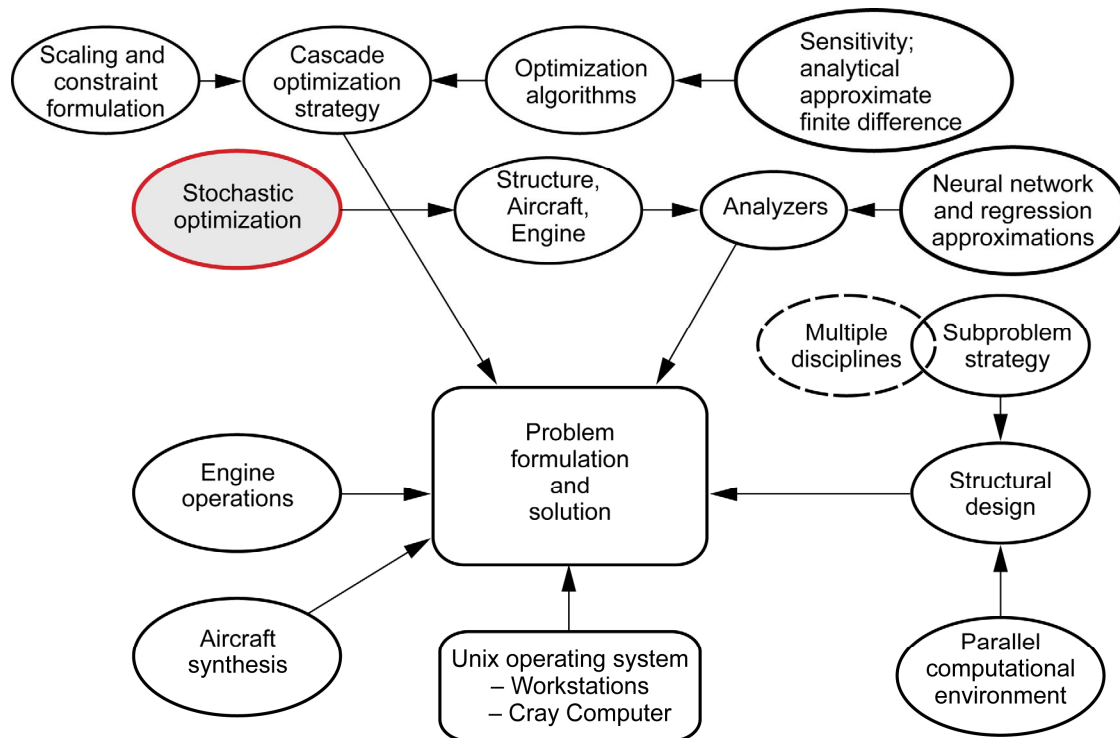 Scaling and
constraint
formulation
Cascade
optimization
strategy
Optimization
algorithms
Sensitivity;
analytical
approximate
finite difference
Stochastic
optimization
Structure,
Aircraft,
Engine
Analyzers
Neural network
and regression
approximations
Multiple
disciplines
Subproblem
strategy
Problem
formulation
and
solution
Engine
operations
Structural
design
Aircraft
synthesis
Unix operating system
– Workstations
– Cray Computer
Parallel
computational
environment